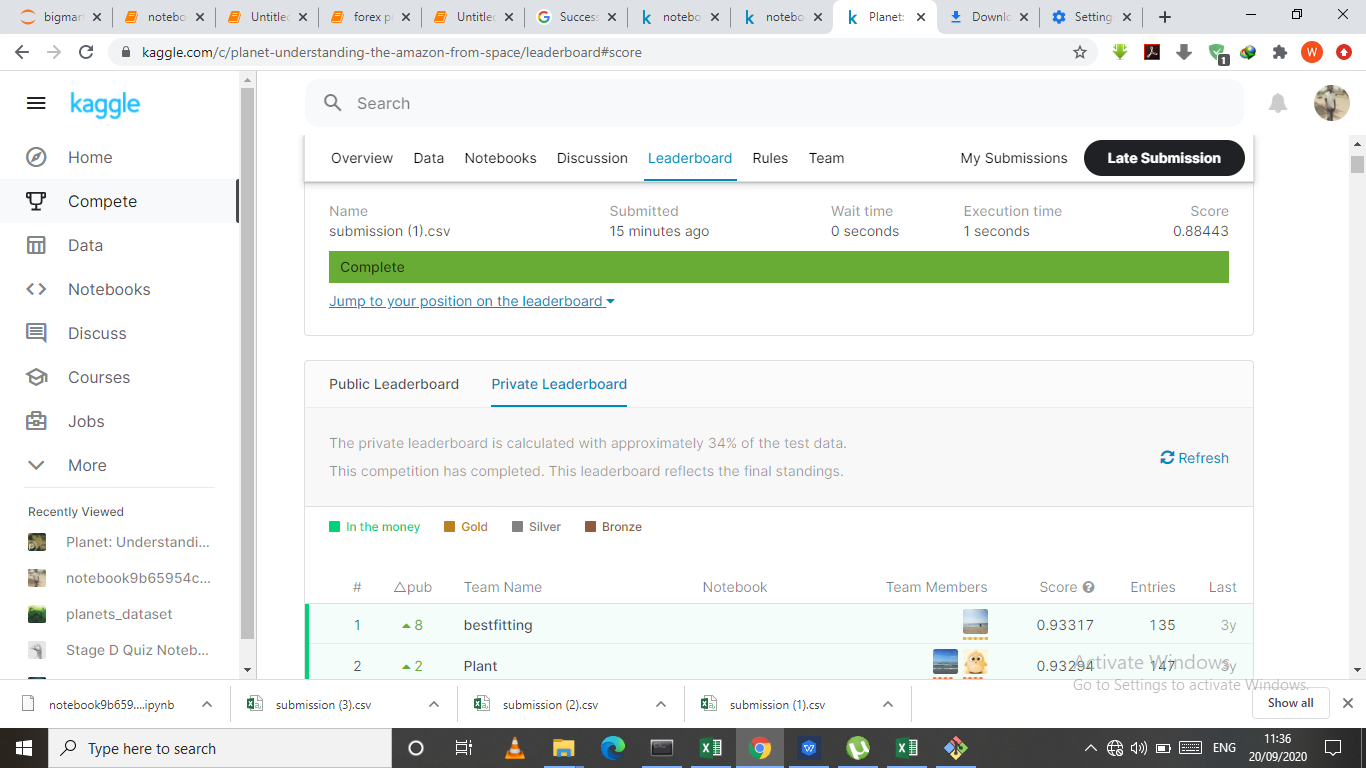 bigmar
notebo
Untitle
forex p
Untitle
Success
notebo
notebo
Planet:
Downlo
Setting
kaggle.com/c/planet-understanding-the-amazon-from-space/leaderboard#score
1
W
kaggle
Search
Home
Compete
Data
Notebooks
Discuss
Courses
Jobs
More
Recently Viewed
Planet: Understandi...
notebook9b65954c...
planets_dataset
Stage D Quiz Noteb...
Overview Data Notebooks Discussion Leaderboard Rules Team My Submissions Late Submission
Name Submitted Wait time Execution time Score
submission (1).csv 15 minutes ago 0 seconds 1 seconds 0.88443
Complete
Jump to your position on the leaderboard
Public Leaderboard Private Leaderboard
The private leaderboard is calculated with approximately 34% of the test data.
This competition has completed. This leaderboard reflects the final standings.
Refresh
In the money Gold Silver Bronze
# △pub Team Name Notebook Team Members Score Entries Last
1 8 bestfitting 0.93317 135 3y
2 2 Plant 0.93294 147 3y
Activate Windows
Go to Settings to activate Windows.
notebook9b659....ipynb submission (3).csv submission (2).csv submission (1).csv Show all
Type here to search
ENG
11:36
20/09/2020